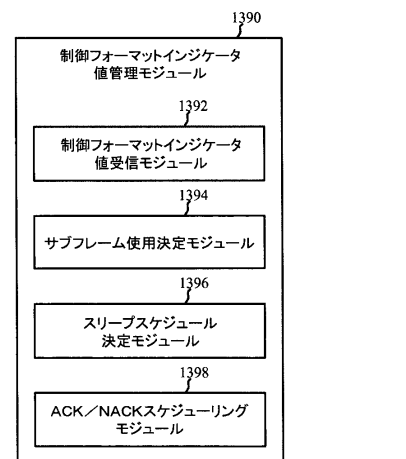 1390
制御フォーマットインジケータ
値管理モジュール
1392
制御フォーマットインジケータ
値受信モジュール
1394
サブフレーム使用決定モジュール
1396
スリープスケジュール
決定モジュール
1398
ACK／NACKスケジューリング
モジュール